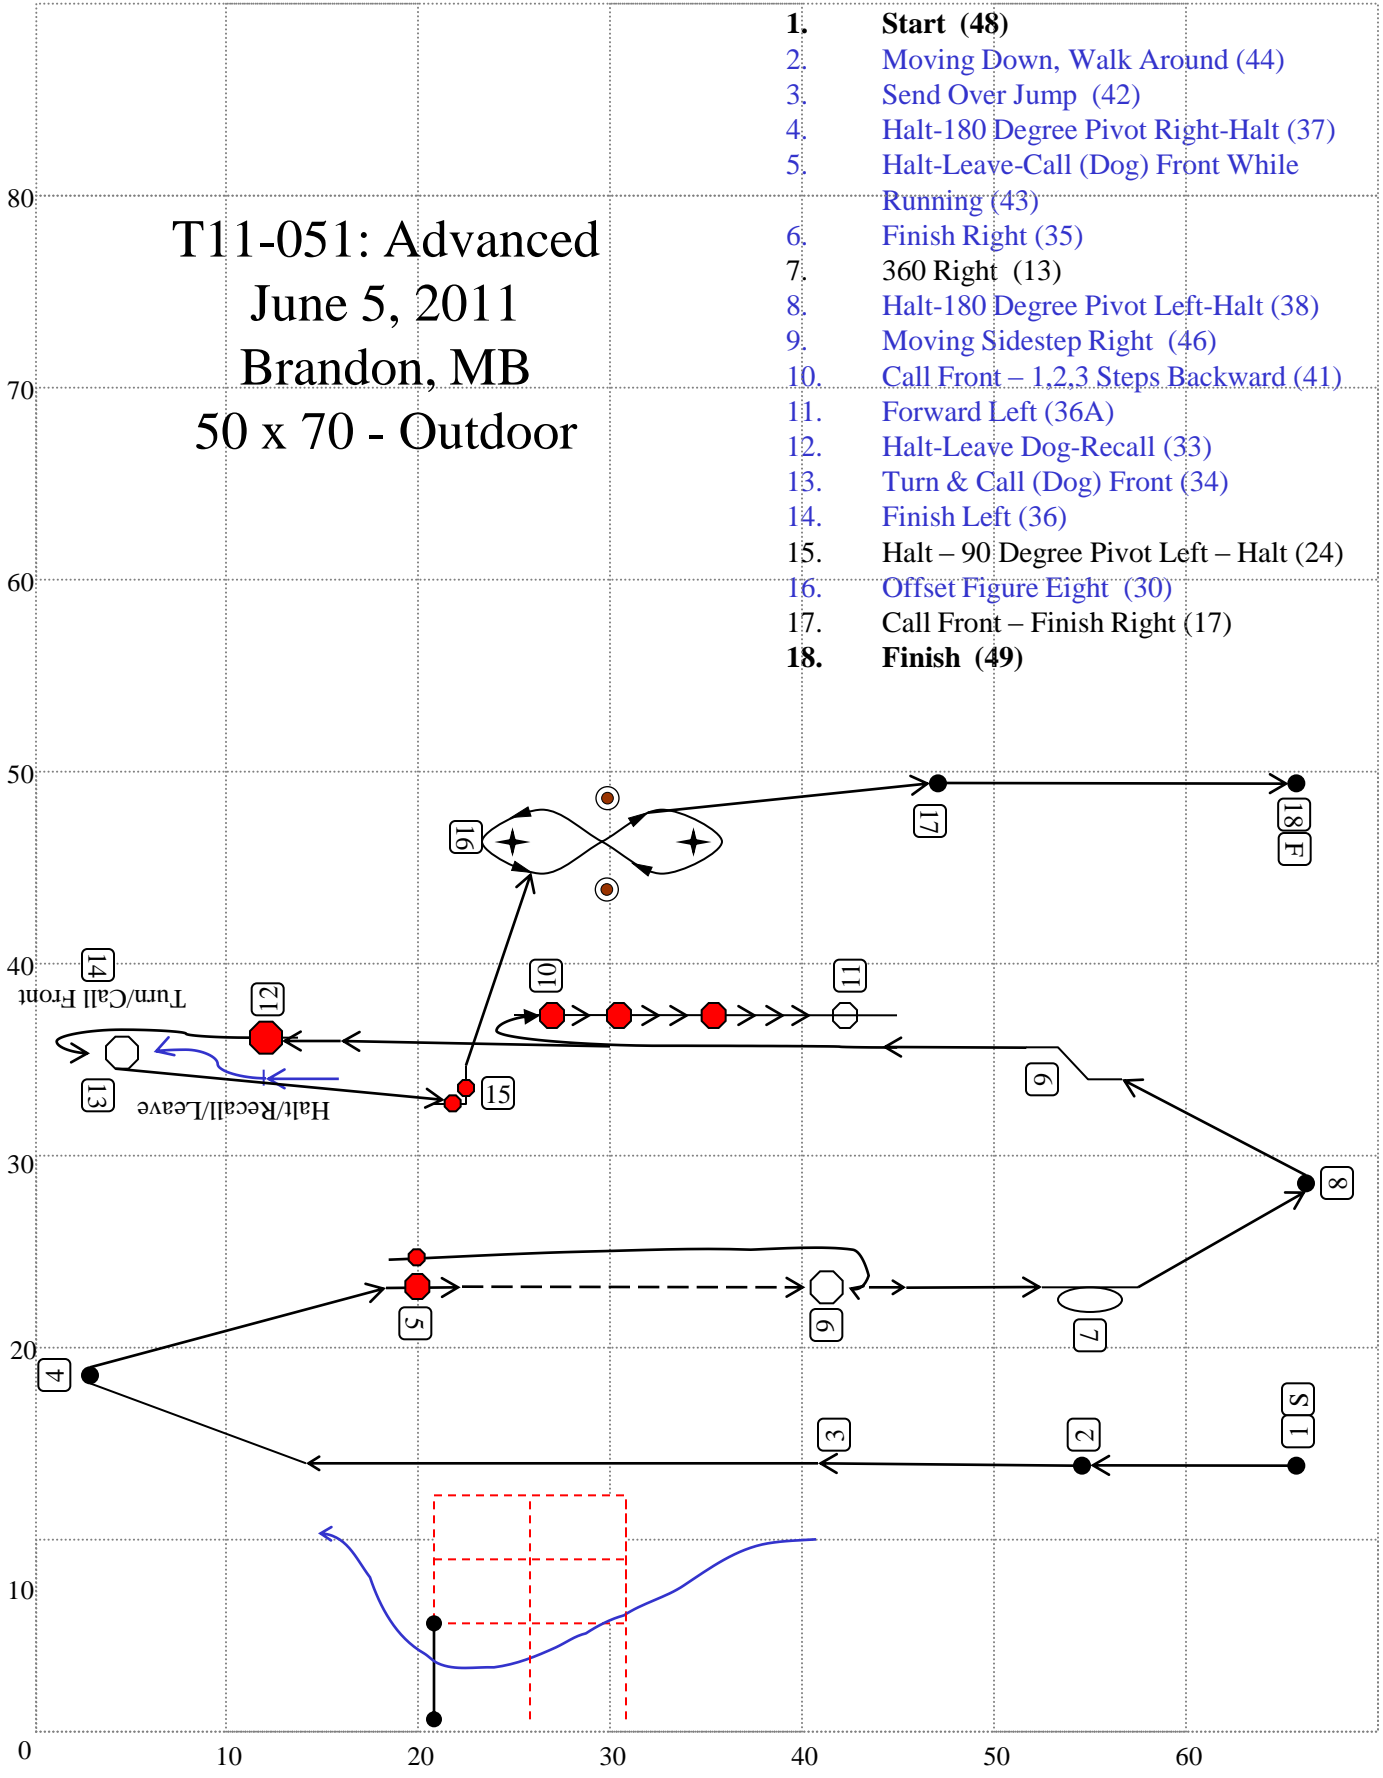 1. Start (48)
2. Moving Down, Walk Around (44)
3. Send Over Jump (42)
4. Halt-180 Degree Pivot Right-Halt (37)
5. Halt-Leave-Call (Dog) Front While
Running (43)
6. Finish Right (35)
7. 360 Right (13)
8. Halt-180 Degree Pivot Left-Halt (38)
9. Moving Sidestep Right (46)
10. Call Front – 1,2,3 Steps Backward (41)
11. Forward Left (36A)
12. Halt-Leave Dog-Recall (33)
13. Turn & Call (Dog) Front (34)
14. Finish Left (36)
15. Halt – 90 Degree Pivot Left – Halt (24)
16. Offset Figure Eight (30)
17. Call Front – Finish Right (17)
18. Finish (49)
T11-051: Advanced
June 5, 2011
Brandon, MB
50 x 70 - Outdoor
80
70
60
50
16
17
18
F
40
14
Turn/Call Front
12
10
11
13
Halt/Recall/Leave
15
9
30
8
5
6
7
20
4
3
2
S
1
10
0
10
20
30
40
50
60